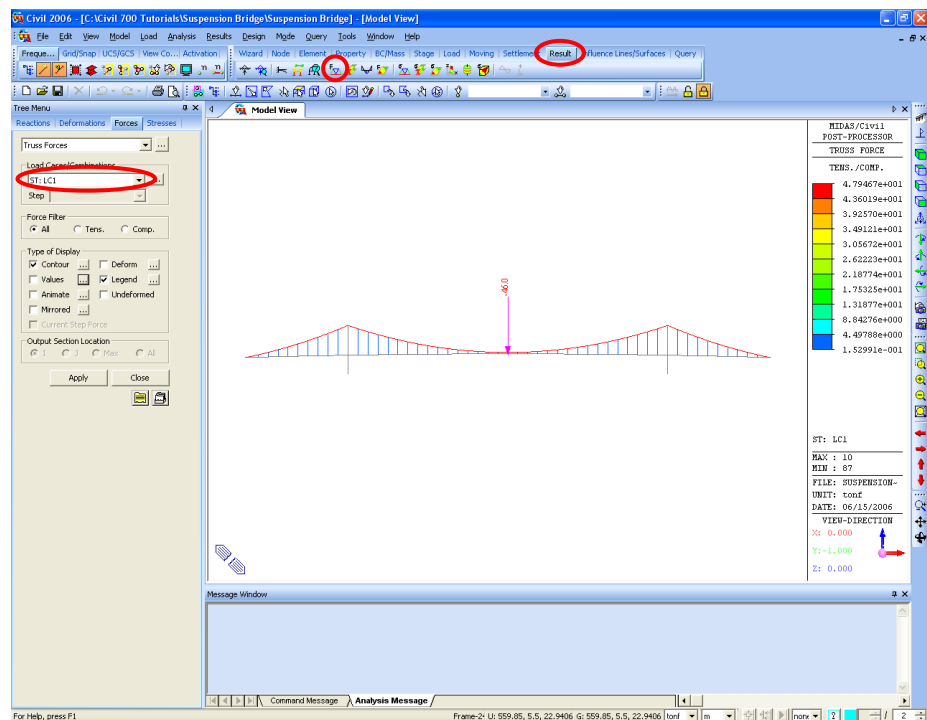 Civil 2006 - [C:\Civil 700 Tutorials\Suspension Bridge\Suspension Bridge] - [Model View]
File Edit View Model Load Analysis Results Design Mode Query Tools Window Help
Freque... Grid/Snap UCS/GCS View Co... Activation Wizard Node Element Property BC/Mass Stage Load Moving Settlement Result Influence Lines/Surfaces Query
Tree Menu
Model View
Reactions Deformations Forces Stresses
Truss Forces
Load Cases/Combinations
ST: LC1
Step
Force Filter
All Tens. Comp.
Type of Display
Contour ... Deform ...
Values ... Legend ...
Animate ... Undeformed
Mirrored ...
Current Step Force
Output Section Location
I J Max All
Apply Close
-46.0
MIDAS/Civil
POST-PROCESSOR
TRUSS FORCE
TENS./COMP.
4.79467e+001
4.36019e+001
3.92570e+001
3.49121e+001
3.05672e+001
2.62223e+001
2.18774e+001
1.75325e+001
1.31877e+001
8.84276e+000
4.49788e+000
1.52991e-001
ST: LC1
MAX : 10
MIN : 87
FILE: SUSPENSION~
UNIT: tonf
DATE: 06/15/2006
VIEW-DIRECTION
X: 0.000
Y:-1.000
Z: 0.000
Message Window
Command Message Analysis Message
For Help, press F1
Frame-2 U: 559.85, 5.5, 22.9406 G: 559.85, 5.5, 22.9406 tonf m non 2